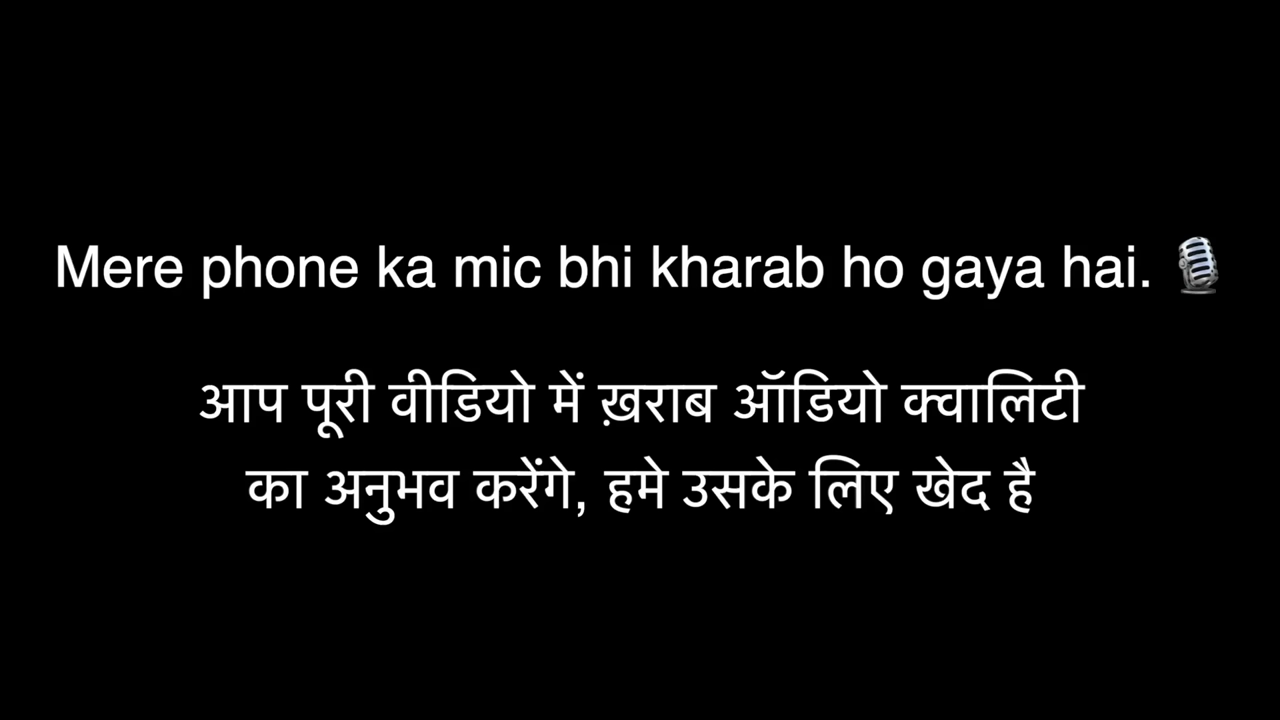 Mere phone ka mic bhi kharab ho gaya hai. 🎙️
आप पूरी वीडियो में ख़राब ऑडियो क्वालिटी
का अनुभव करेंगे, हमे उसके लिए खेद है